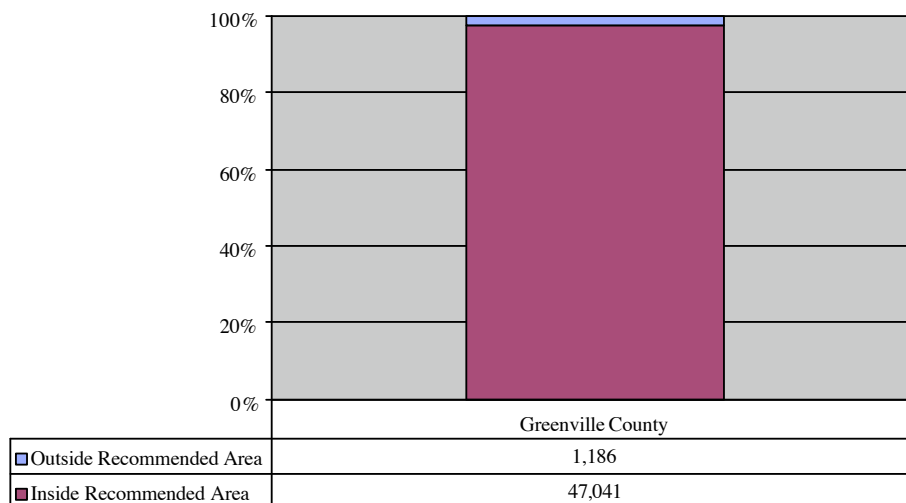 100%
80%
60%
40%
20%
0%
Greenville County
Outside Recommended Area 1,186
Inside Recommended Area 47,041